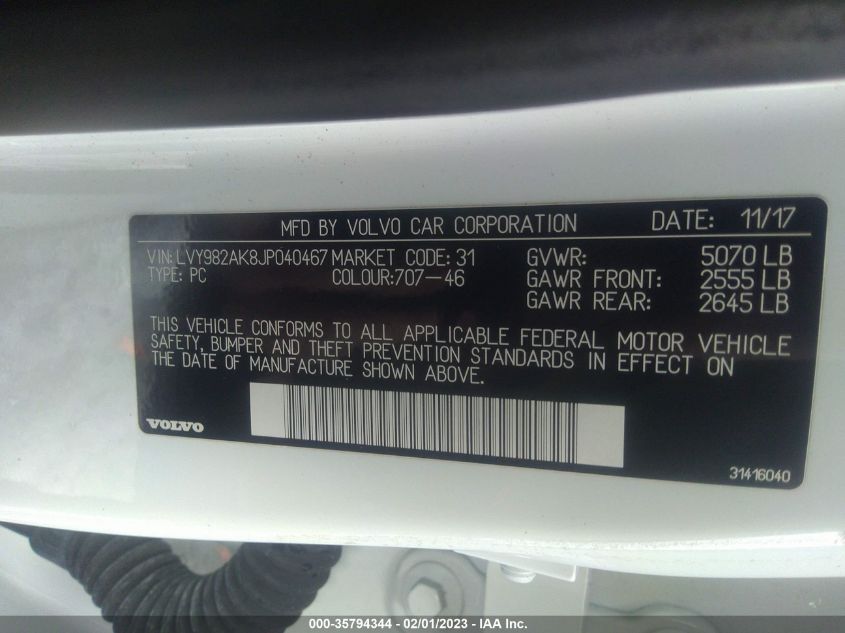 MFD BY VOLVO CAR CORPORATION DATE: 11/17
VIN: LVY982AK8JP040467 MARKET CODE: 31 GVWR: 5070 LB
TYPE: PC COLOUR:707-46 GAWR FRONT: 2555 LB
GAWR REAR: 2645 LB
THIS VEHICLE CONFORMS TO ALL APPLICABLE FEDERAL MOTOR VEHICLE
SAFETY, BUMPER AND THEFT PREVENTION STANDARDS IN EFFECT ON
THE DATE OF MANUFACTURE SHOWN ABOVE.
VOLVO
31416040
000-35794344 - 02/01/2023 - IAA Inc.